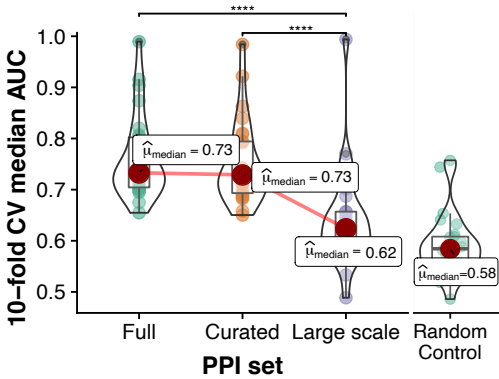 ****
****
10−fold CV median AUC
1.0
0.9
0.8
0.7
0.6
0.5
μ̂median = 0.73
μ̂median = 0.73
μ̂median = 0.62
μ̂median=0.58
Full
Curated
Large scale
Random
Control
PPI set